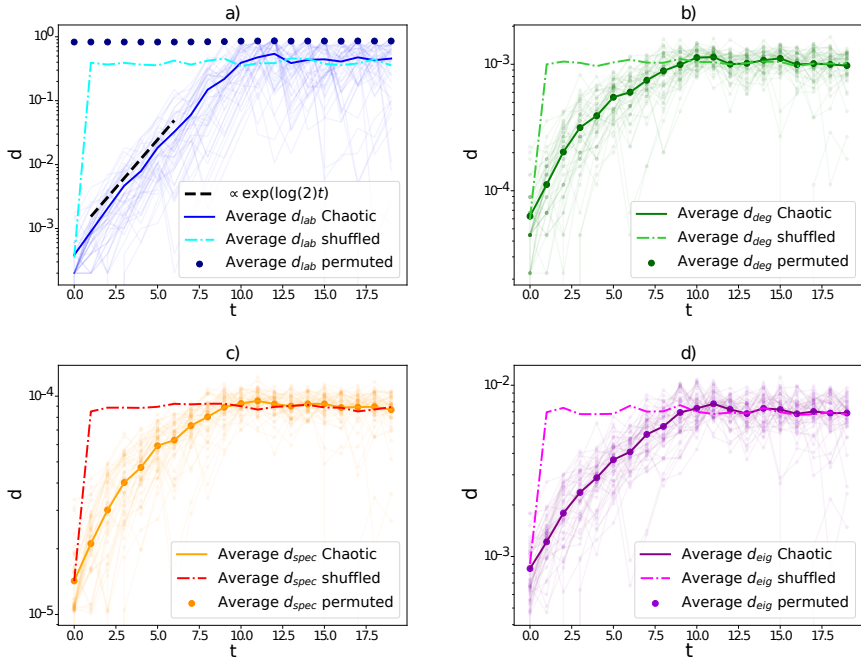 a)
10⁰
10⁻¹
10⁻²
10⁻³
d
∝ exp(log(2)t)
Average d_lab Chaotic
Average d_lab shuffled
Average d_lab permuted
0.0 2.5 5.0 7.5 10.0 12.5 15.0 17.5
t
b)
10⁻³
10⁻⁴
d
Average d_deg Chaotic
Average d_deg shuffled
Average d_deg permuted
0.0 2.5 5.0 7.5 10.0 12.5 15.0 17.5
t
c)
10⁻⁴
10⁻⁵
d
Average d_spec Chaotic
Average d_spec shuffled
Average d_spec permuted
0.0 2.5 5.0 7.5 10.0 12.5 15.0 17.5
t
d)
10⁻²
10⁻³
d
Average d_eig Chaotic
Average d_eig shuffled
Average d_eig permuted
0.0 2.5 5.0 7.5 10.0 12.5 15.0 17.5
t